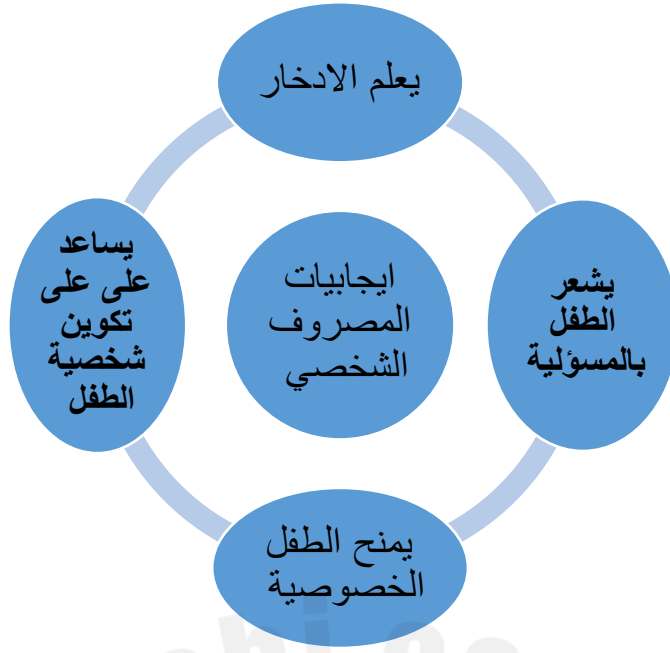 يعلم الادخار
يشعر
الطفل
بالمسؤلية
ايجابيات
المصروف
الشخصي
يساعد
على على
تكوين
شخصية
الطفل
يمنح الطفل
الخصوصية